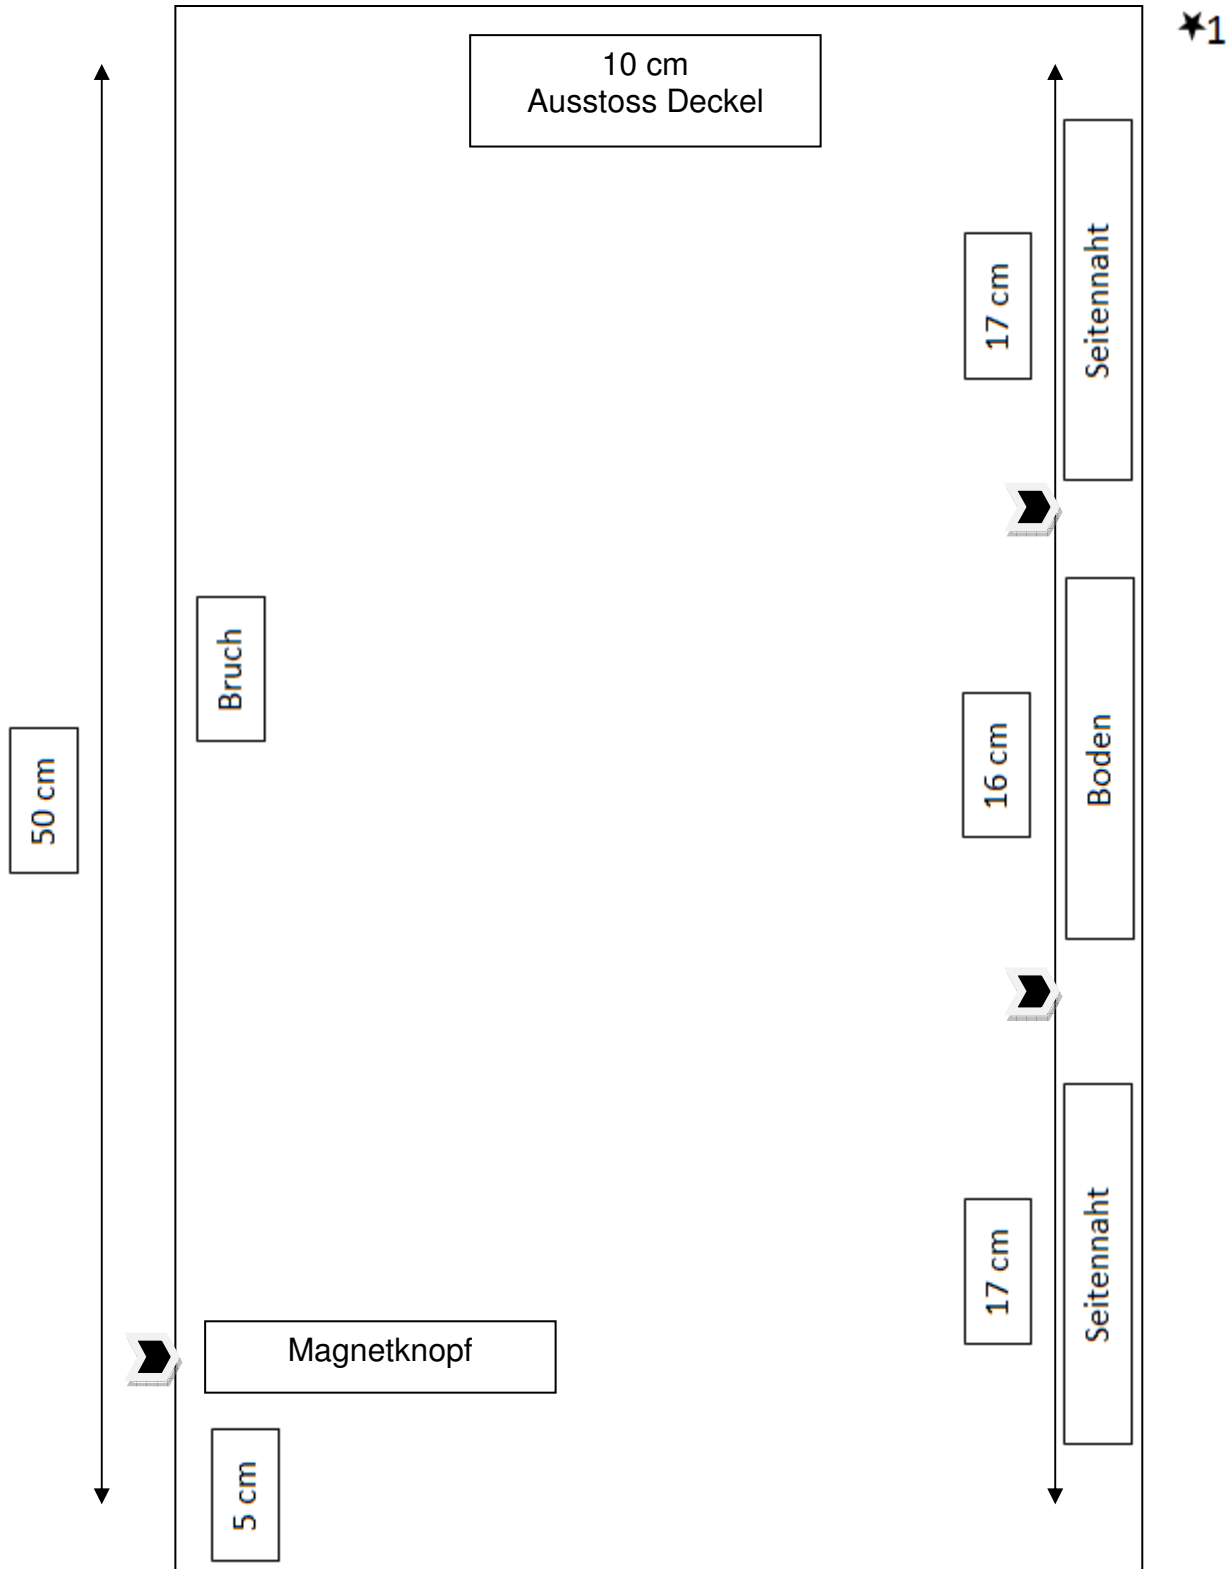 ★1
10 cm
Ausstoss Deckel
17 cm
Seitennaht
Bruch
50 cm
16 cm
Boden
17 cm
Seitennaht
Magnetknopf
5 cm